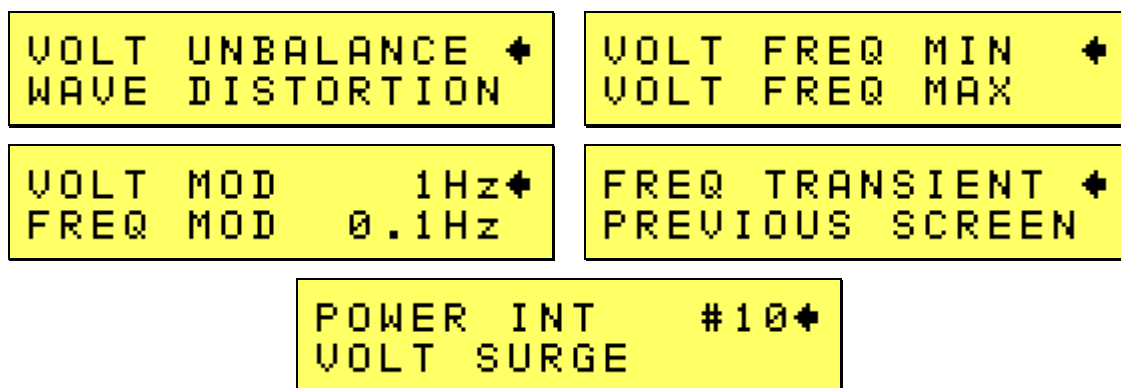 VOLT UNBALANCE
WAVE DISTORTION
VOLT FREQ MIN
VOLT FREQ MAX
VOLT MOD 1Hz
FREQ MOD 0.1Hz
FREQ TRANSIENT
PREVIOUS SCREEN
POWER INT #10
VOLT SURGE